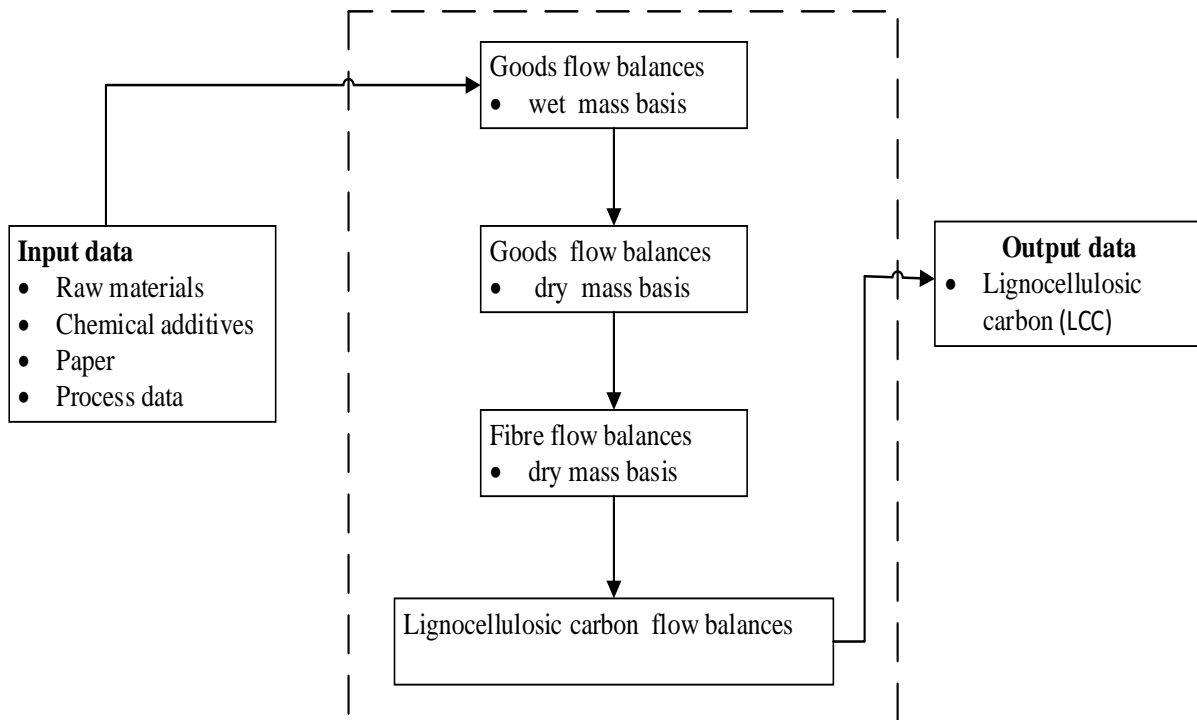 Goods flow balances
• wet mass basis
Input data
• Raw materials
• Chemical additives
• Paper
• Process data
Goods flow balances
• dry mass basis
Output data
• Lignocellulosic
carbon (LCC)
Fibre flow balances
• dry mass basis
Lignocellulosic carbon flow balances